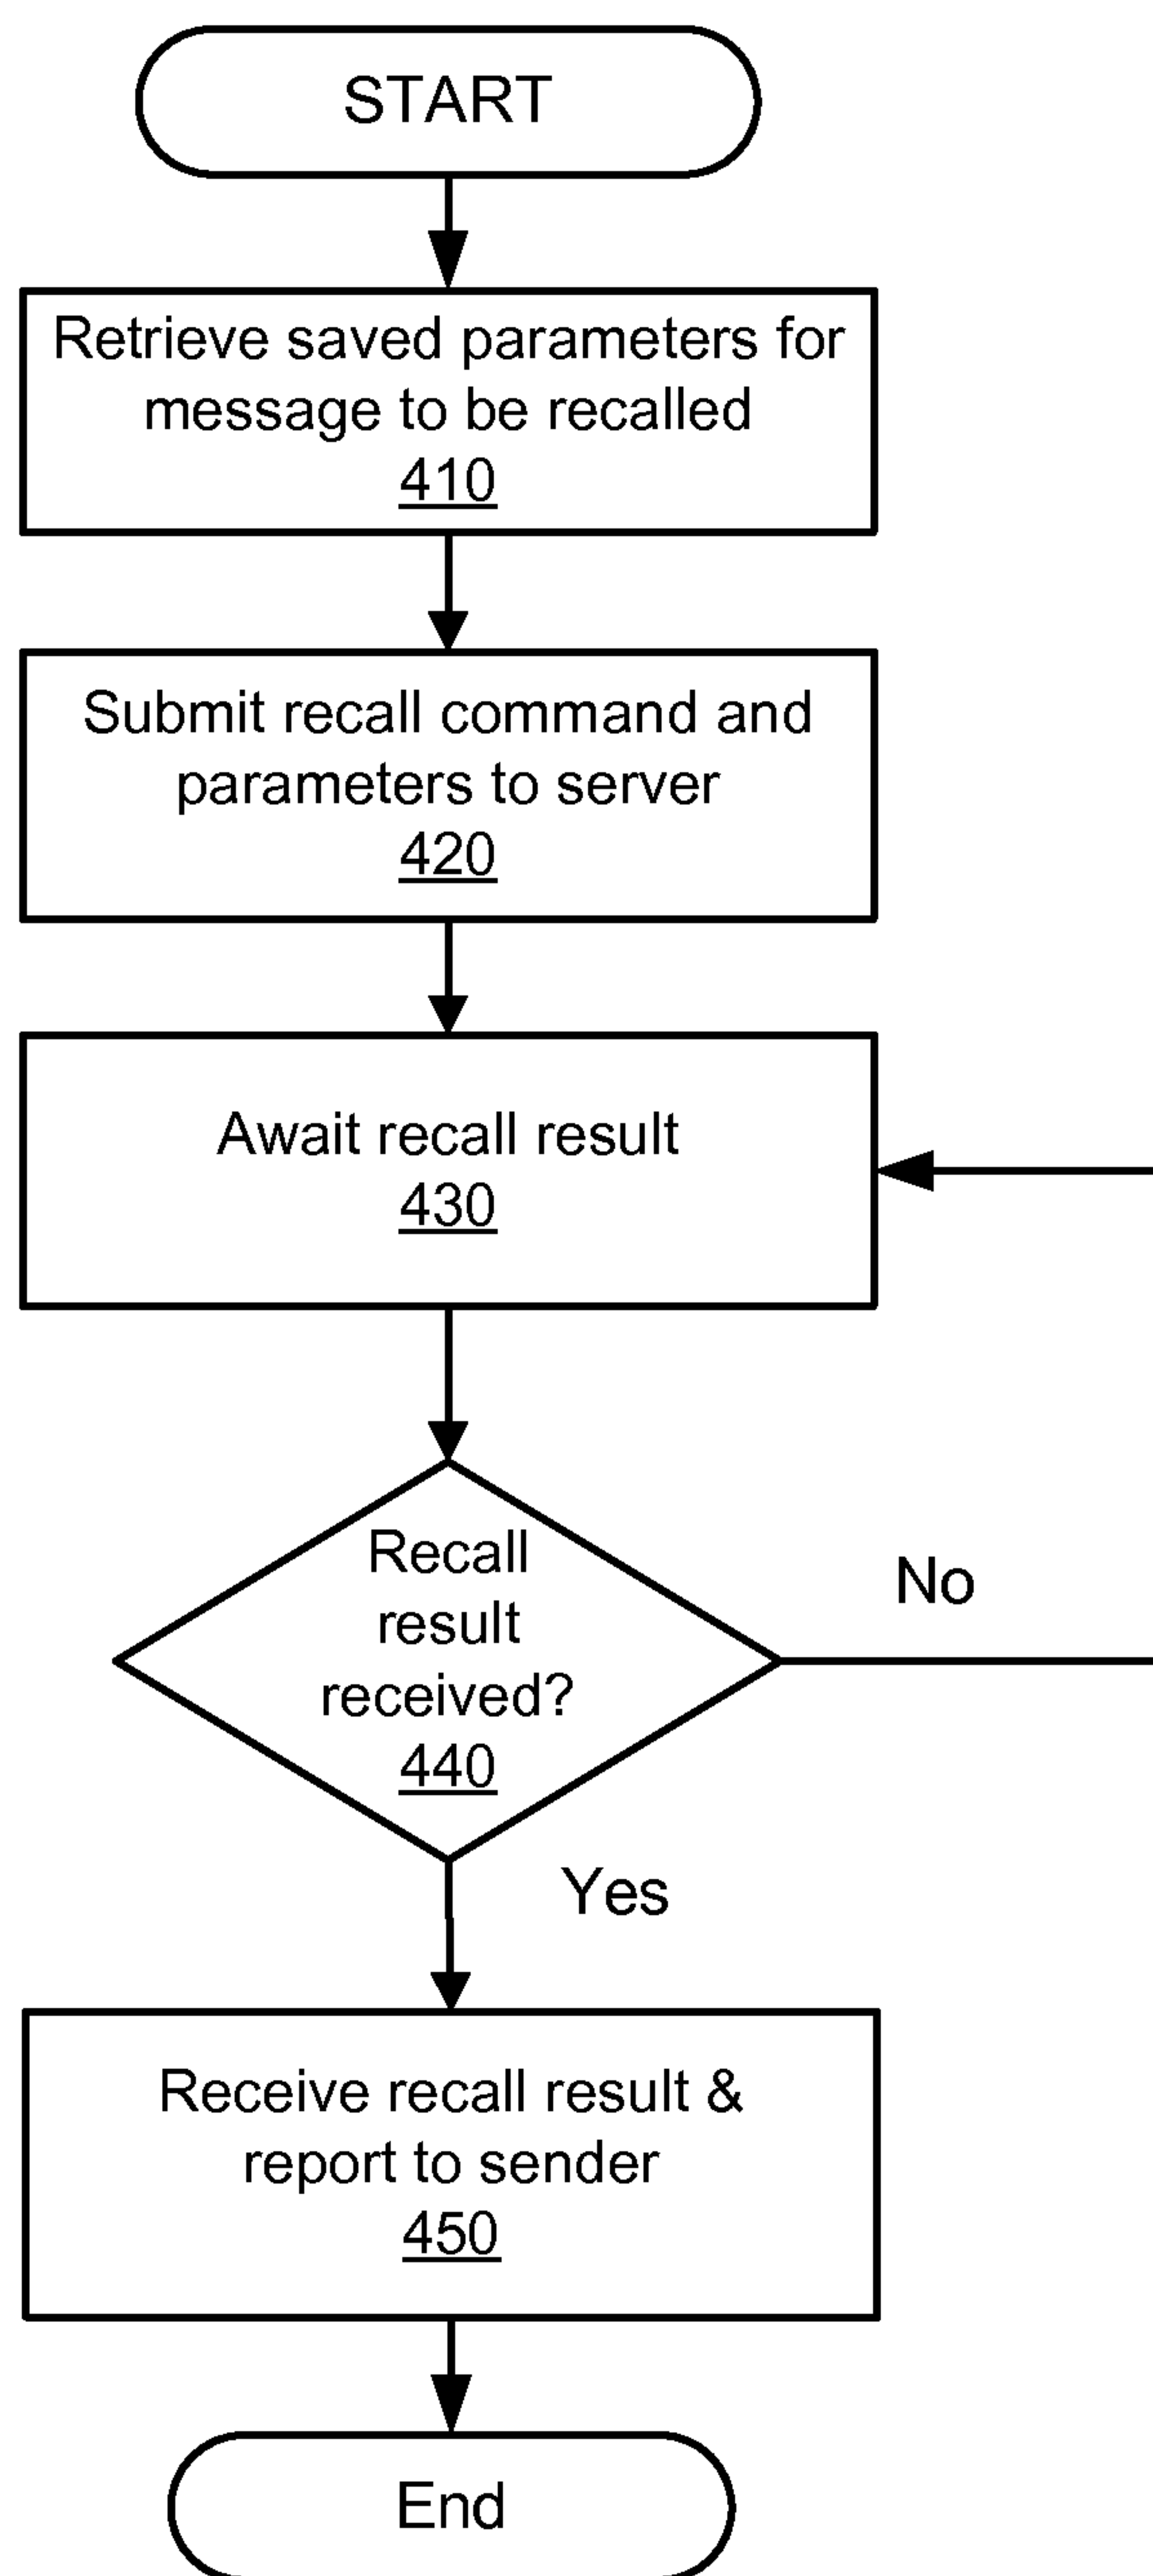 START
Retrieve saved parameters for
message to be recalled
410
Submit recall command and
parameters to server
420
Await recall result
430
Recall
result
received?
440
No
Yes
Receive recall result &
report to sender
450
End